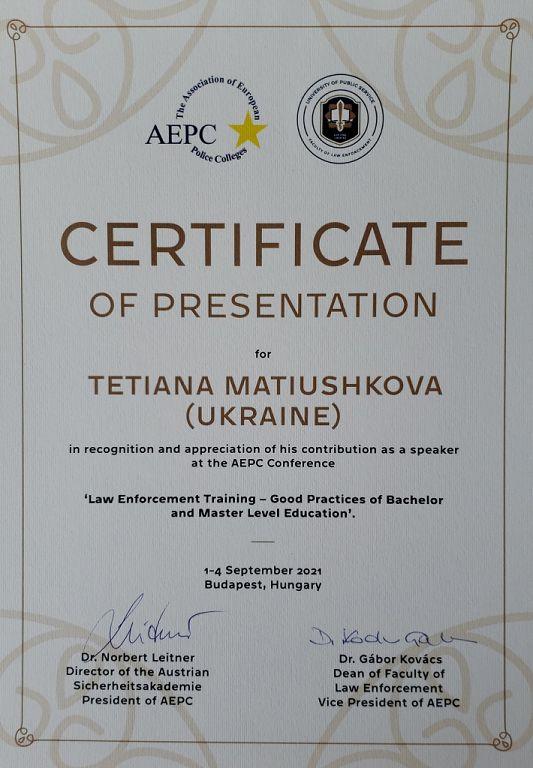 The Association of European
AEPC
Police Colleges
UNIVERSITY OF PUBLIC SERVICE
FACULTY OF LAW ENFORCEMENT
CERTIFICATE
OF PRESENTATION
for
TETIANA MATIUSHKOVA
(UKRAINE)
in recognition and appreciation of his contribution as a speaker
at the AEPC Conference
‘Law Enforcement Training – Good Practices of Bachelor
and Master Level Education’.
1-4 September 2021
Budapest, Hungary
Dr. Norbert Leitner
Director of the Austrian
Sicherheitsakademie
President of AEPC
Dr. Gábor Kovács
Dean of Faculty of
Law Enforcement
Vice President of AEPC